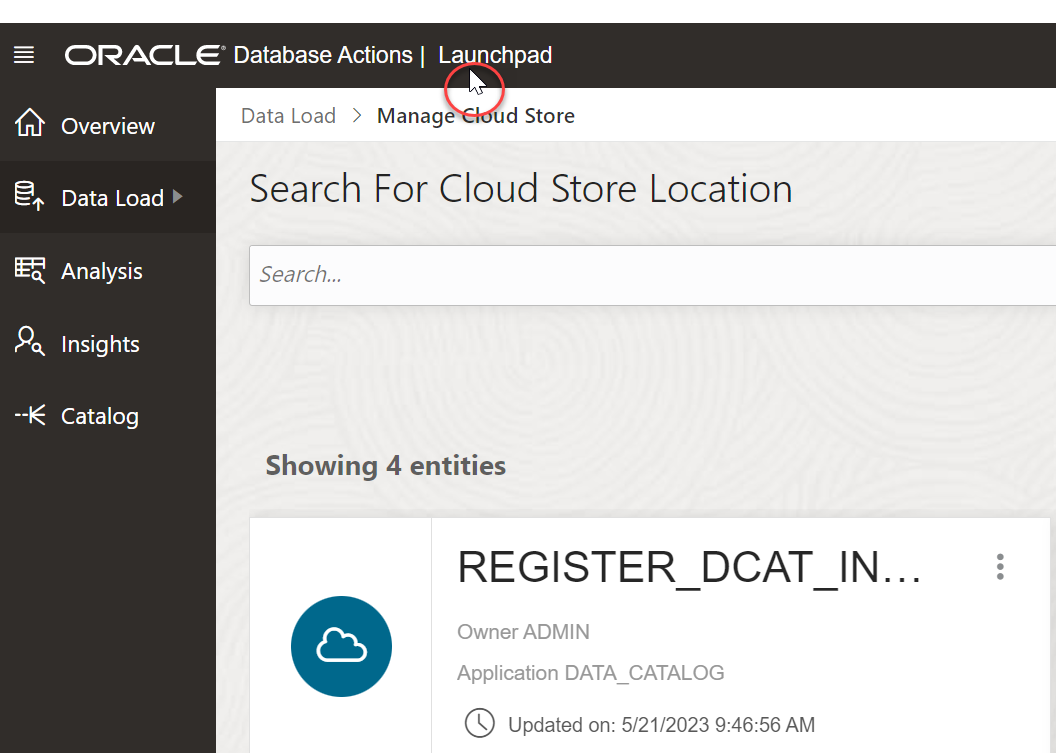 ORACLE® Database Actions | Launchpad
Overview
Data Load
Analysis
Insights
Catalog
Data Load > Manage Cloud Store
Search For Cloud Store Location
Search...
Showing 4 entities
REGISTER_DCAT_IN...
Owner ADMIN
Application DATA_CATALOG
Updated on: 5/21/2023 9:46:56 AM